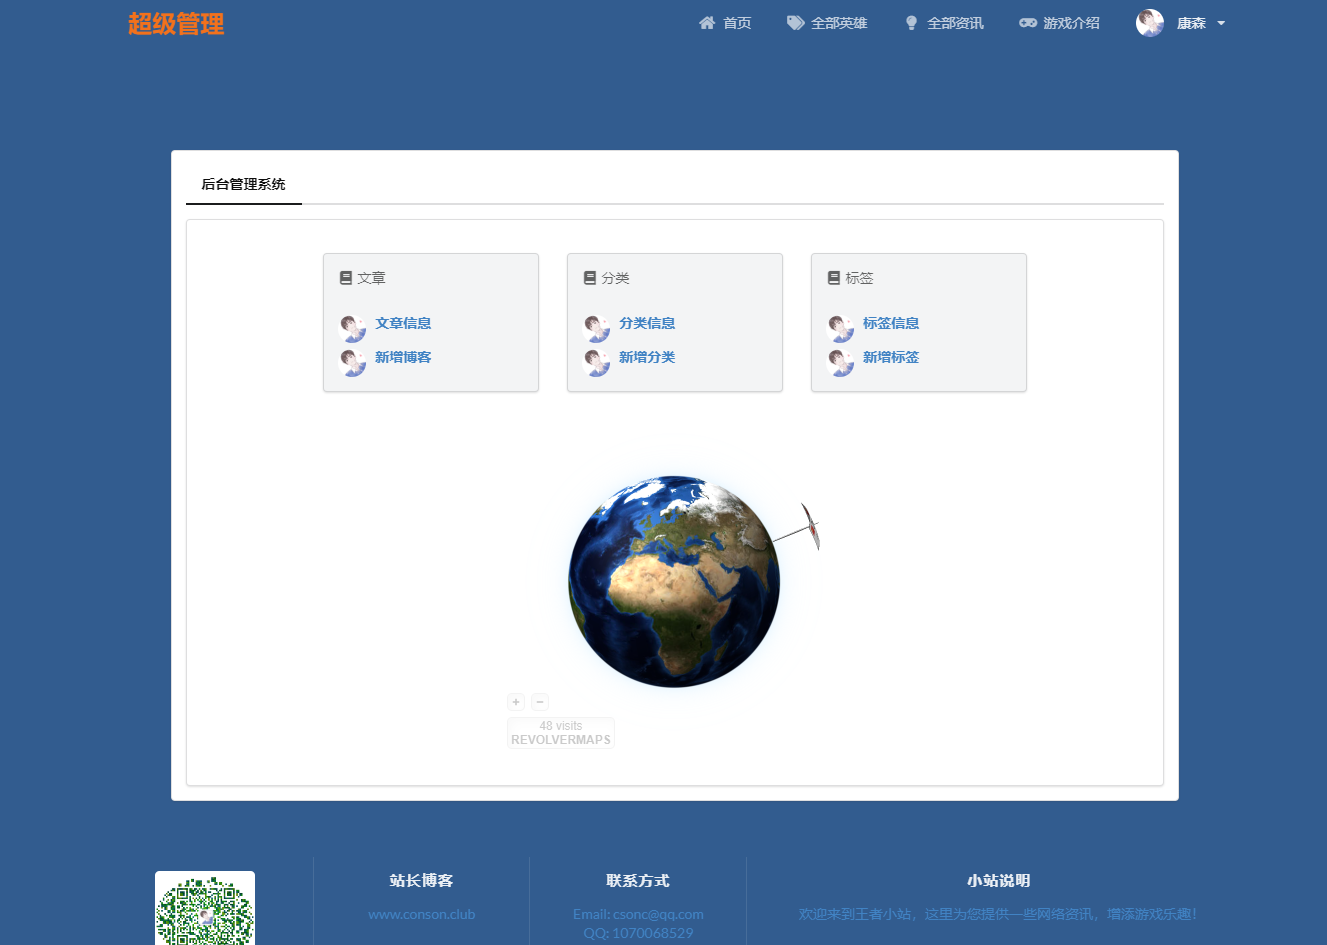 超级管理
首页
全部英雄
全部资讯
游戏介绍
康森
后台管理系统
文章
文章信息
新增博客
分类
分类信息
新增分类
标签
标签信息
新增标签
+ −
48 visits
REVOLVERMAPS
站长博客
www.conson.club
联系方式
Email: csonc@qq.com
QQ: 1070068529
小站说明
欢迎来到王者小站，这里为您提供一些网络资讯，增添游戏乐趣！